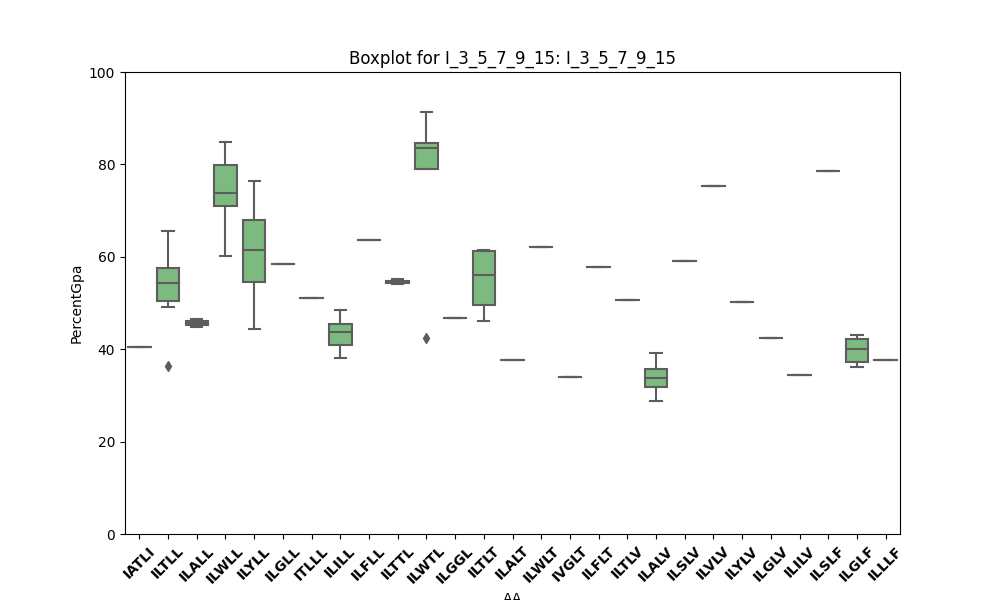 Boxplot for I_3_5_7_9_15: I_3_5_7_9_15
PercentGpa
100
80
60
40
20
0
IATLI
ILTLL
ILALL
ILWLL
ILYLL
ILGLL
ITLLL
ILILL
ILFLL
ILTTL
ILWTL
ILGGL
ILTLT
ILALT
ILWLT
IVGLT
ILFLT
ILTLV
ILALV
ILSLV
ILVLV
ILYLV
ILGLV
ILILV
ILSLF
ILGLF
ILLLF
AA